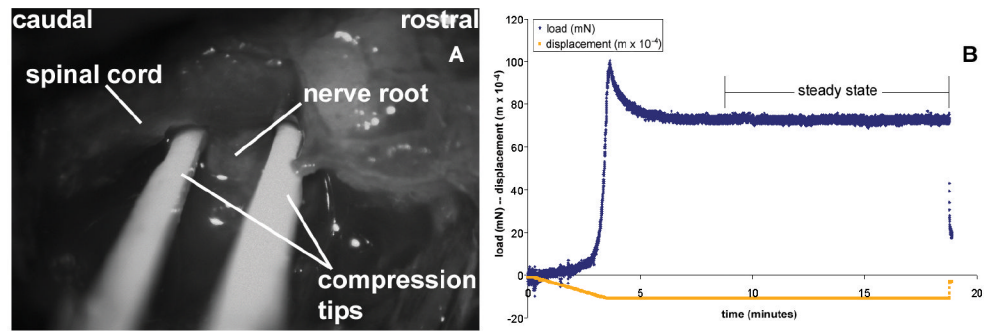 caudal
rostral
A
spinal cord
nerve root
compression
tips
B
load (mN)
displacement (m x 10⁻⁴)
steady state
load (mN) -- displacement (m x 10⁻⁴)
120
100
80
60
40
20
0
-20
0
5
10
15
20
time (minutes)